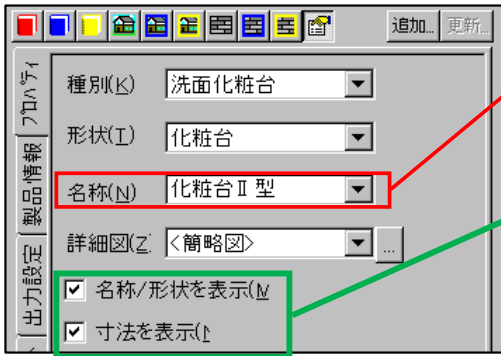 追加... 更新...
プロパティ
種別(K) 洗面化粧台
形状(T) 化粧台
製品情報
名称(N) 化粧台Ⅱ型
詳細図(Z) <簡略図> ...
出力設定
名称/形状を表示(M
寸法を表示(